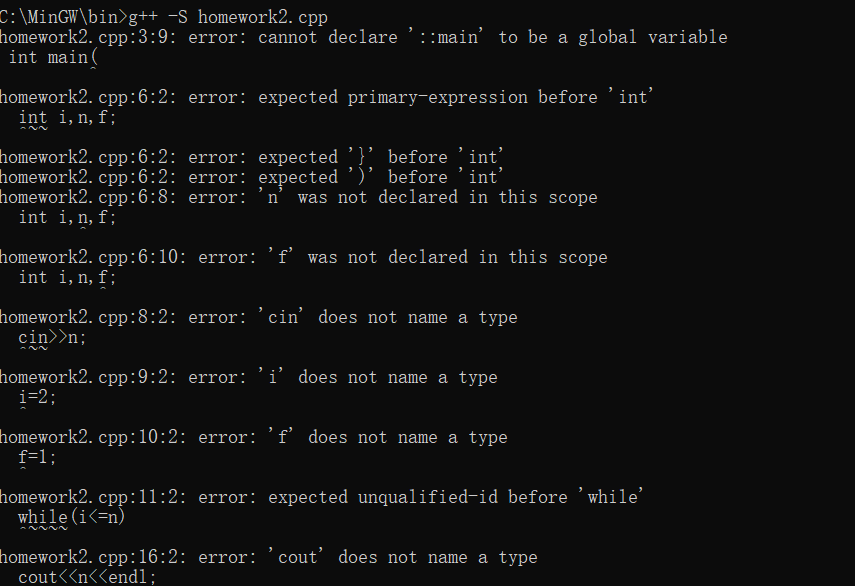 C:\MinGW\bin>g++ -S homework2.cpp
homework2.cpp:3:9: error: cannot declare '::main' to be a global variable
int main(
^
homework2.cpp:6:2: error: expected primary-expression before 'int'
int i,n,f;
^~~
homework2.cpp:6:2: error: expected '}' before 'int'
homework2.cpp:6:2: error: expected ')' before 'int'
homework2.cpp:6:8: error: 'n' was not declared in this scope
int i,n,f;
^
homework2.cpp:6:10: error: 'f' was not declared in this scope
int i,n,f;
^
homework2.cpp:8:2: error: 'cin' does not name a type
cin>>n;
^~~
homework2.cpp:9:2: error: 'i' does not name a type
i=2;
^
homework2.cpp:10:2: error: 'f' does not name a type
f=1;
^
homework2.cpp:11:2: error: expected unqualified-id before 'while'
while(i<=n)
^~~~~
homework2.cpp:16:2: error: 'cout' does not name a type
cout<<n<<endl;